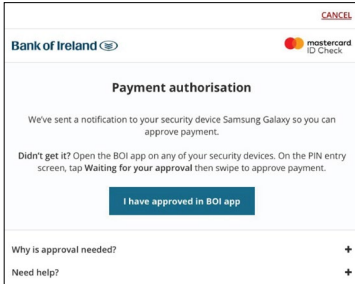 CANCEL
Bank of Ireland
mastercard
ID Check
Payment authorisation
We've sent a notification to your security device Samsung Galaxy so you can
approve payment.
Didn't get it? Open the BOI app on any of your security devices. On the PIN entry
screen, tap Waiting for your approval then swipe to approve payment.
I have approved in BOI app
Why is approval needed? +
Need help? +